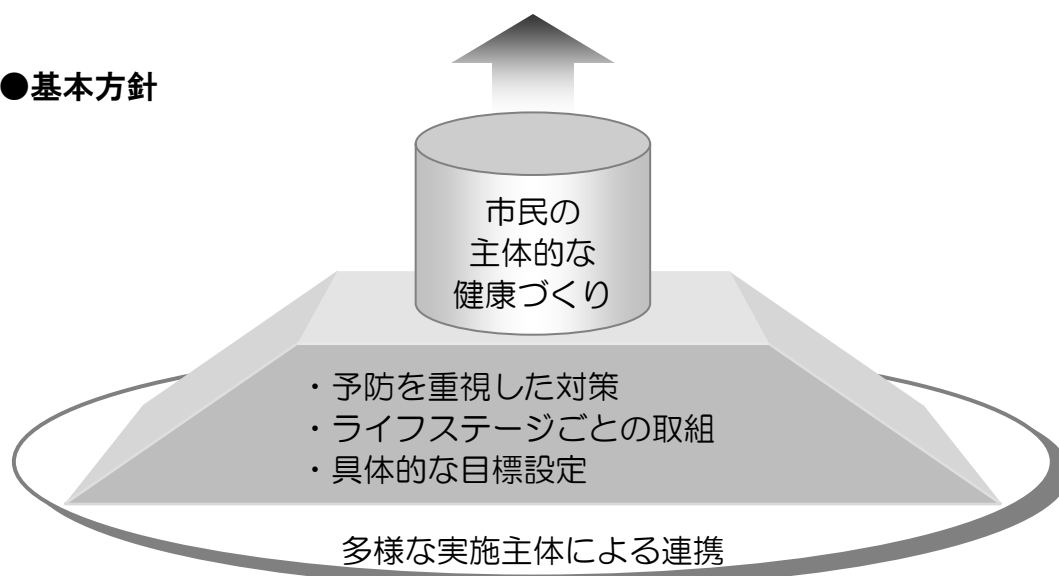 ●基本方針
市民の
主体的な
健康づくり
・予防を重視した対策
・ライフステージごとの取組
・具体的な目標設定
多様な実施主体による連携